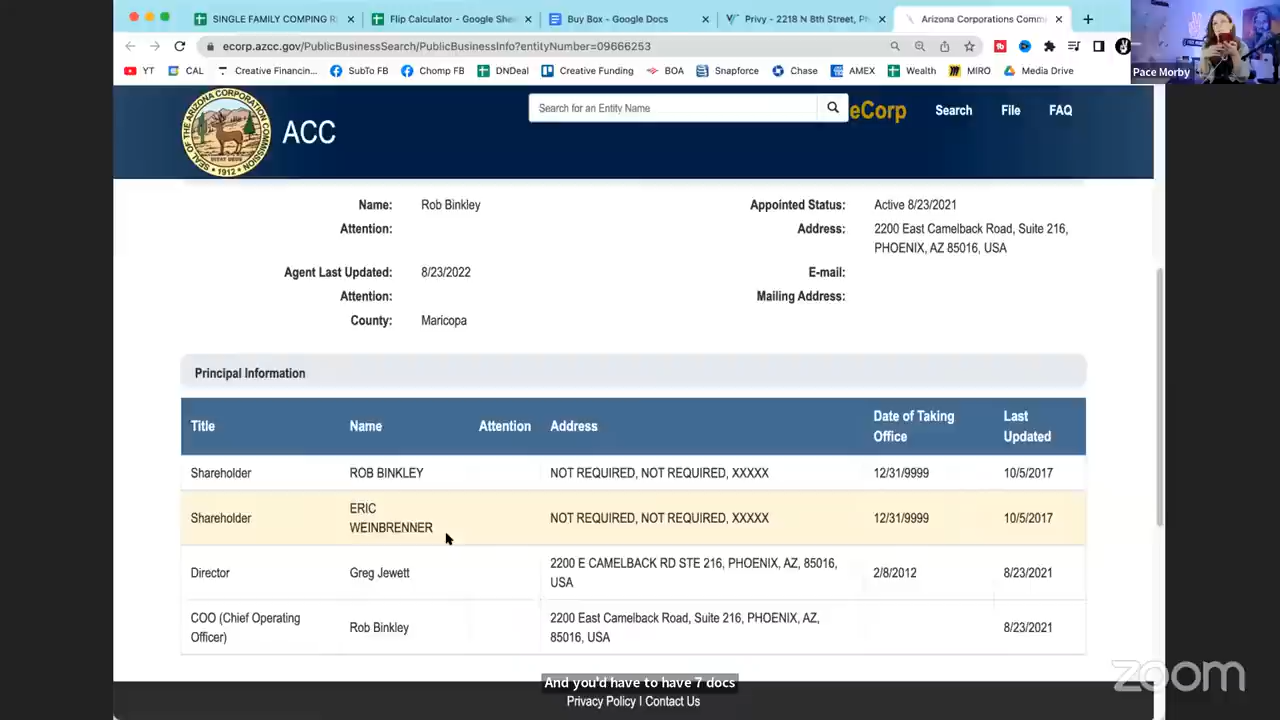 SINGLE FAMILY COMPING RI
Flip Calculator - Google Shee
Buy Box - Google Docs
Privy - 2218 N 8th Street, Ph
Arizona Corporations Comm
ecorp.azcc.gov/PublicBusinessSearch/PublicBusinessInfo?entityNumber=09666253
Pace Morby
YT
CAL
Creative Financin...
SubTo FB
Chomp FB
DNDeal
Creative Funding
BOA
Snapforce
Chase
AMEX
Wealth
MIRO
Media Drive
SEAL OF THE ARIZONA CORPORATION COMMISSION
1912
ACC
Search for an Entity Name
eCorp
Search
File
FAQ
Name: Rob Binkley
Appointed Status: Active 8/23/2021
Attention:
Address: 2200 East Camelback Road, Suite 216,
PHOENIX, AZ 85016, USA
Agent Last Updated: 8/23/2022
E-mail:
Attention:
Mailing Address:
County: Maricopa
Principal Information
Title Name Attention Address Date of Taking Office Last Updated
Shareholder ROB BINKLEY NOT REQUIRED, NOT REQUIRED, XXXXX 12/31/9999 10/5/2017
Shareholder ERIC WEINBRENNER NOT REQUIRED, NOT REQUIRED, XXXXX 12/31/9999 10/5/2017
Director Greg Jewett 2200 E CAMELBACK RD STE 216, PHOENIX, AZ, 85016, USA 2/8/2012 8/23/2021
COO (Chief Operating Officer) Rob Binkley 2200 East Camelback Road, Suite 216, PHOENIX, AZ, 85016, USA 8/23/2021
And you'd have to have 7 docs
Privacy Policy | Contact Us
zoom